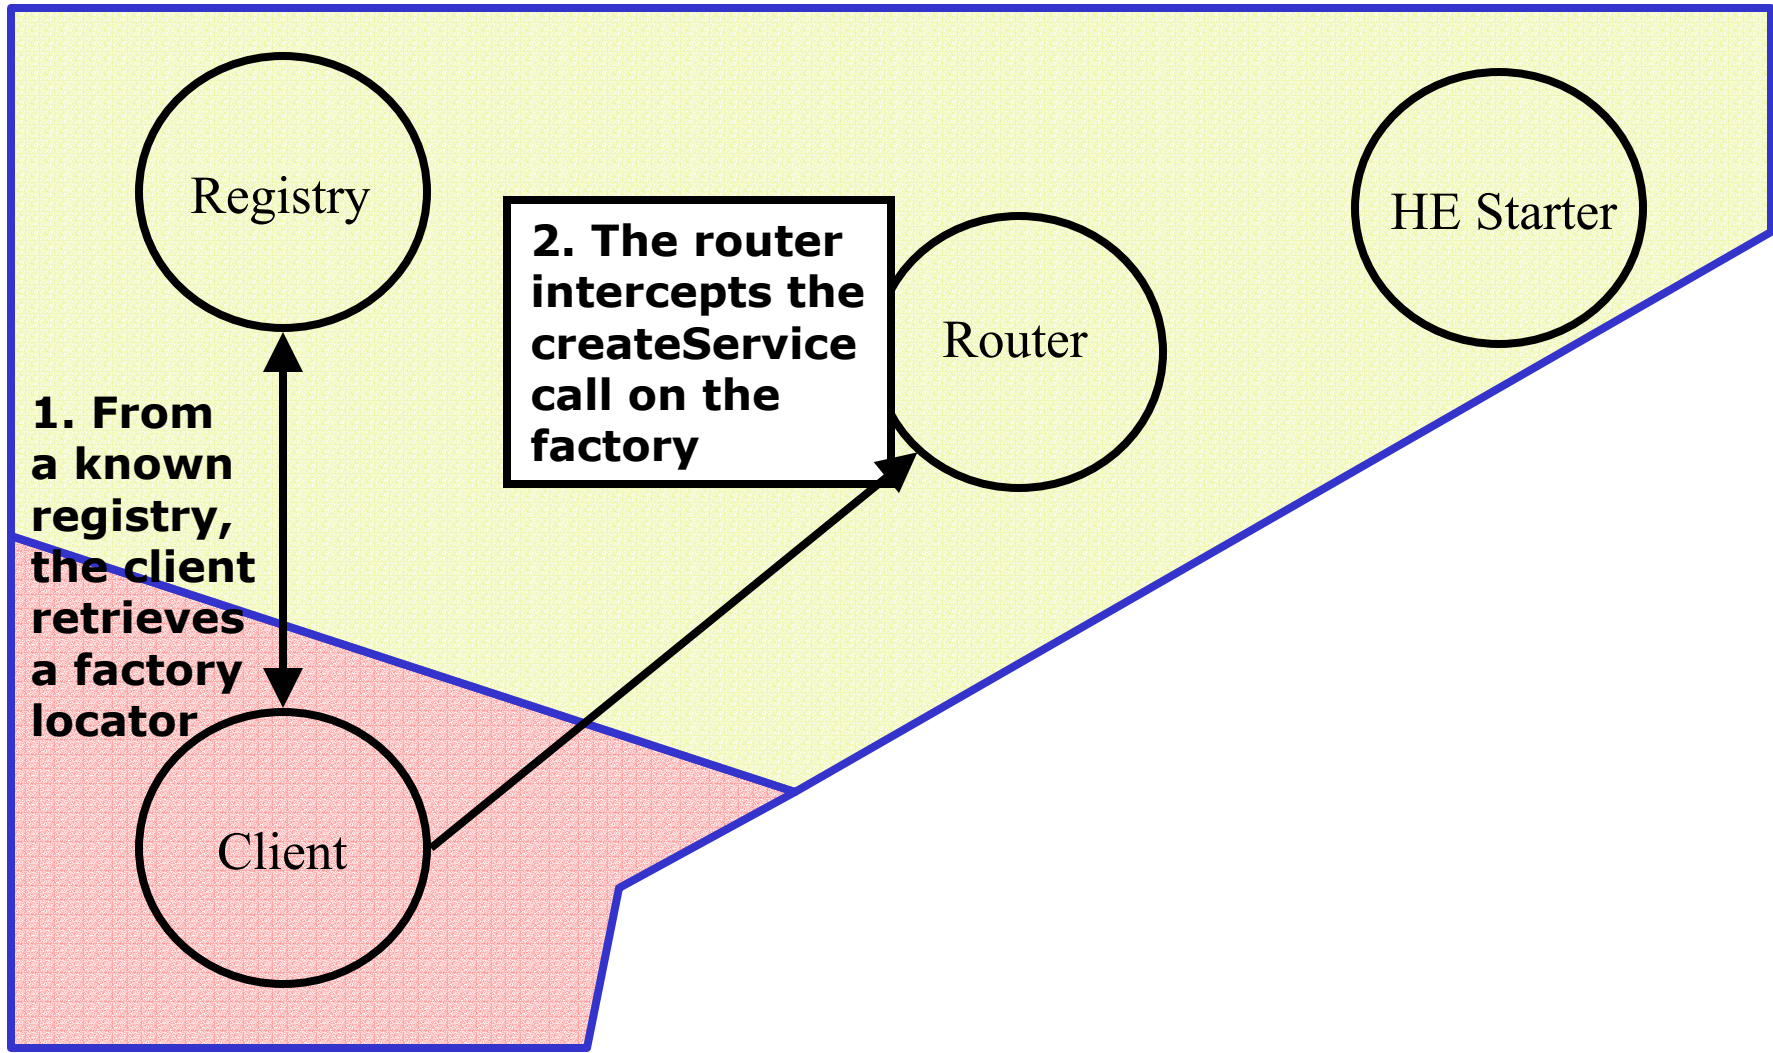 Registry
HE Starter
2. The router
intercepts the
createService
call on the
factory
Router
1. From
a known
registry,
the client
retrieves
a factory
locator
Client